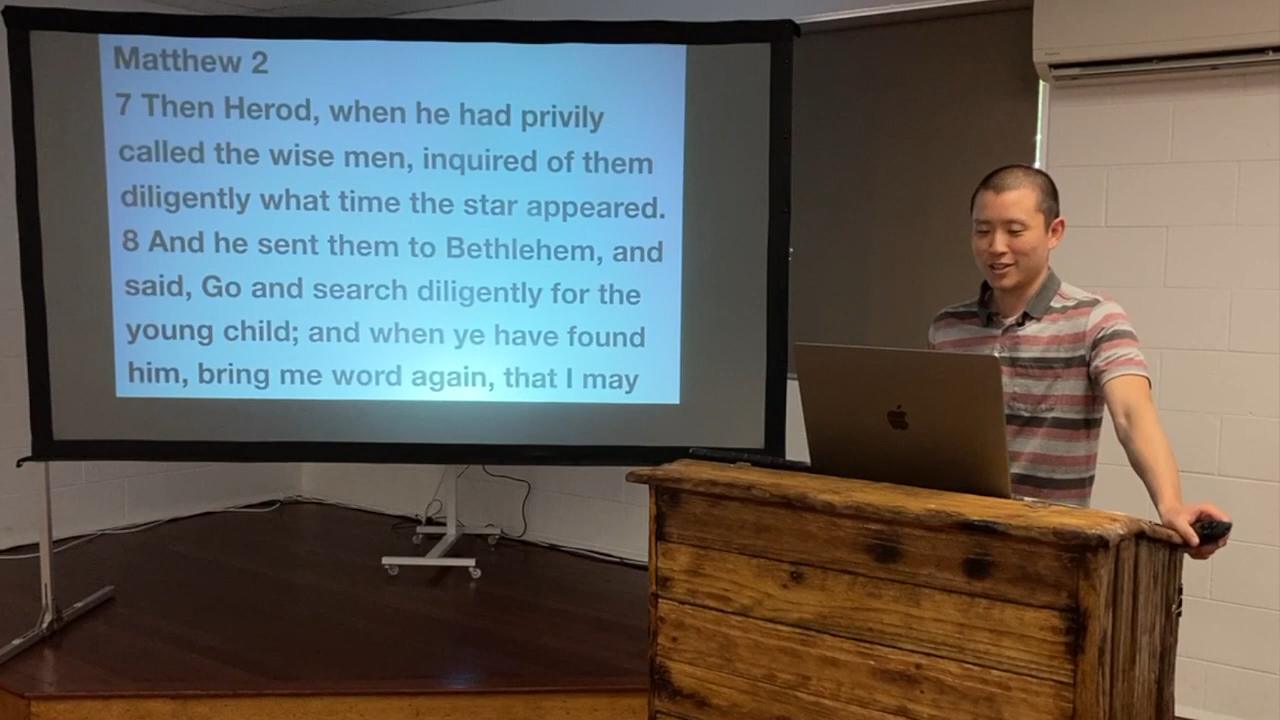 Matthew 2
7 Then Herod, when he had privily
called the wise men, inquired of them
diligently what time the star appeared.
8 And he sent them to Bethlehem, and
said, Go and search diligently for the
young child; and when ye have found
him, bring me word again, that I may